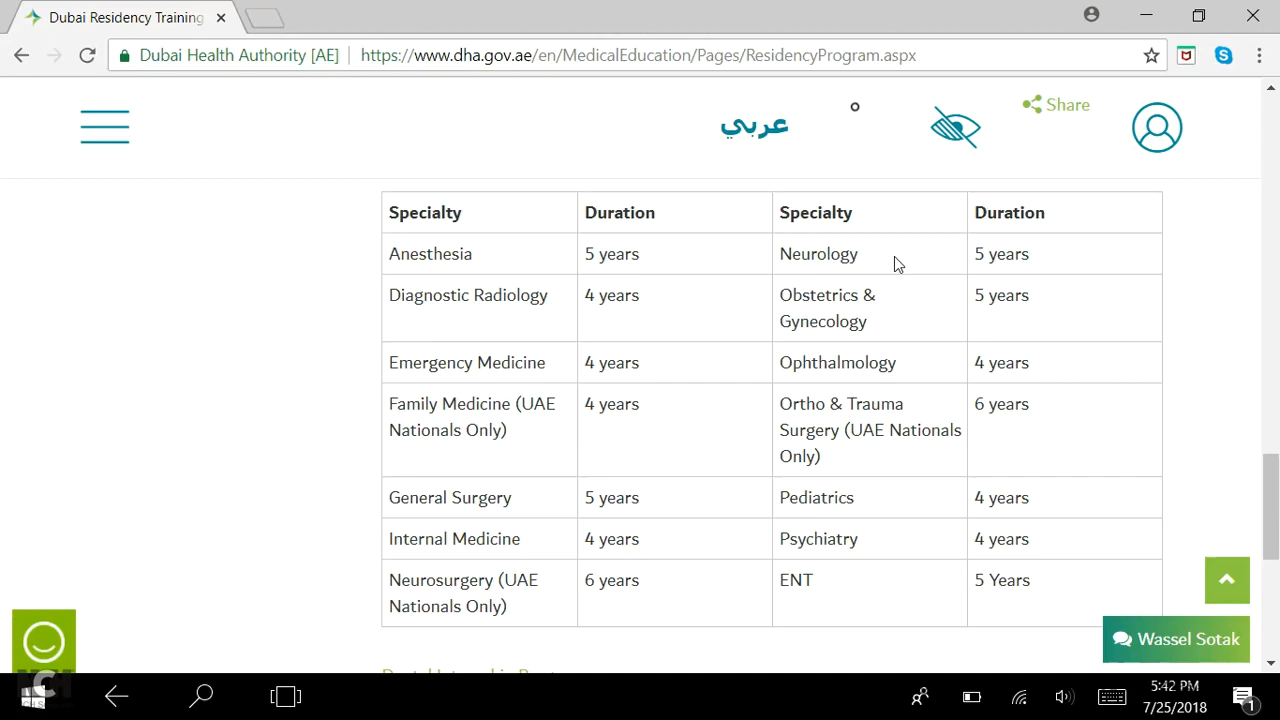 Dubai Residency Training
Dubai Health Authority [AE] https://www.dha.gov.ae/en/MedicalEducation/Pages/ResidencyProgram.aspx
عربي
Share
Specialty Duration Specialty Duration
Anesthesia 5 years Neurology 5 years
Diagnostic Radiology 4 years Obstetrics & 5 years
Gynecology
Emergency Medicine 4 years Ophthalmology 4 years
Family Medicine (UAE 4 years Ortho & Trauma 6 years
Nationals Only) Surgery (UAE Nationals
Only)
General Surgery 5 years Pediatrics 4 years
Internal Medicine 4 years Psychiatry 4 years
Neurosurgery (UAE 6 years ENT 5 Years
Nationals Only)
Wassel Sotak
5:42 PM
7/25/2018
1